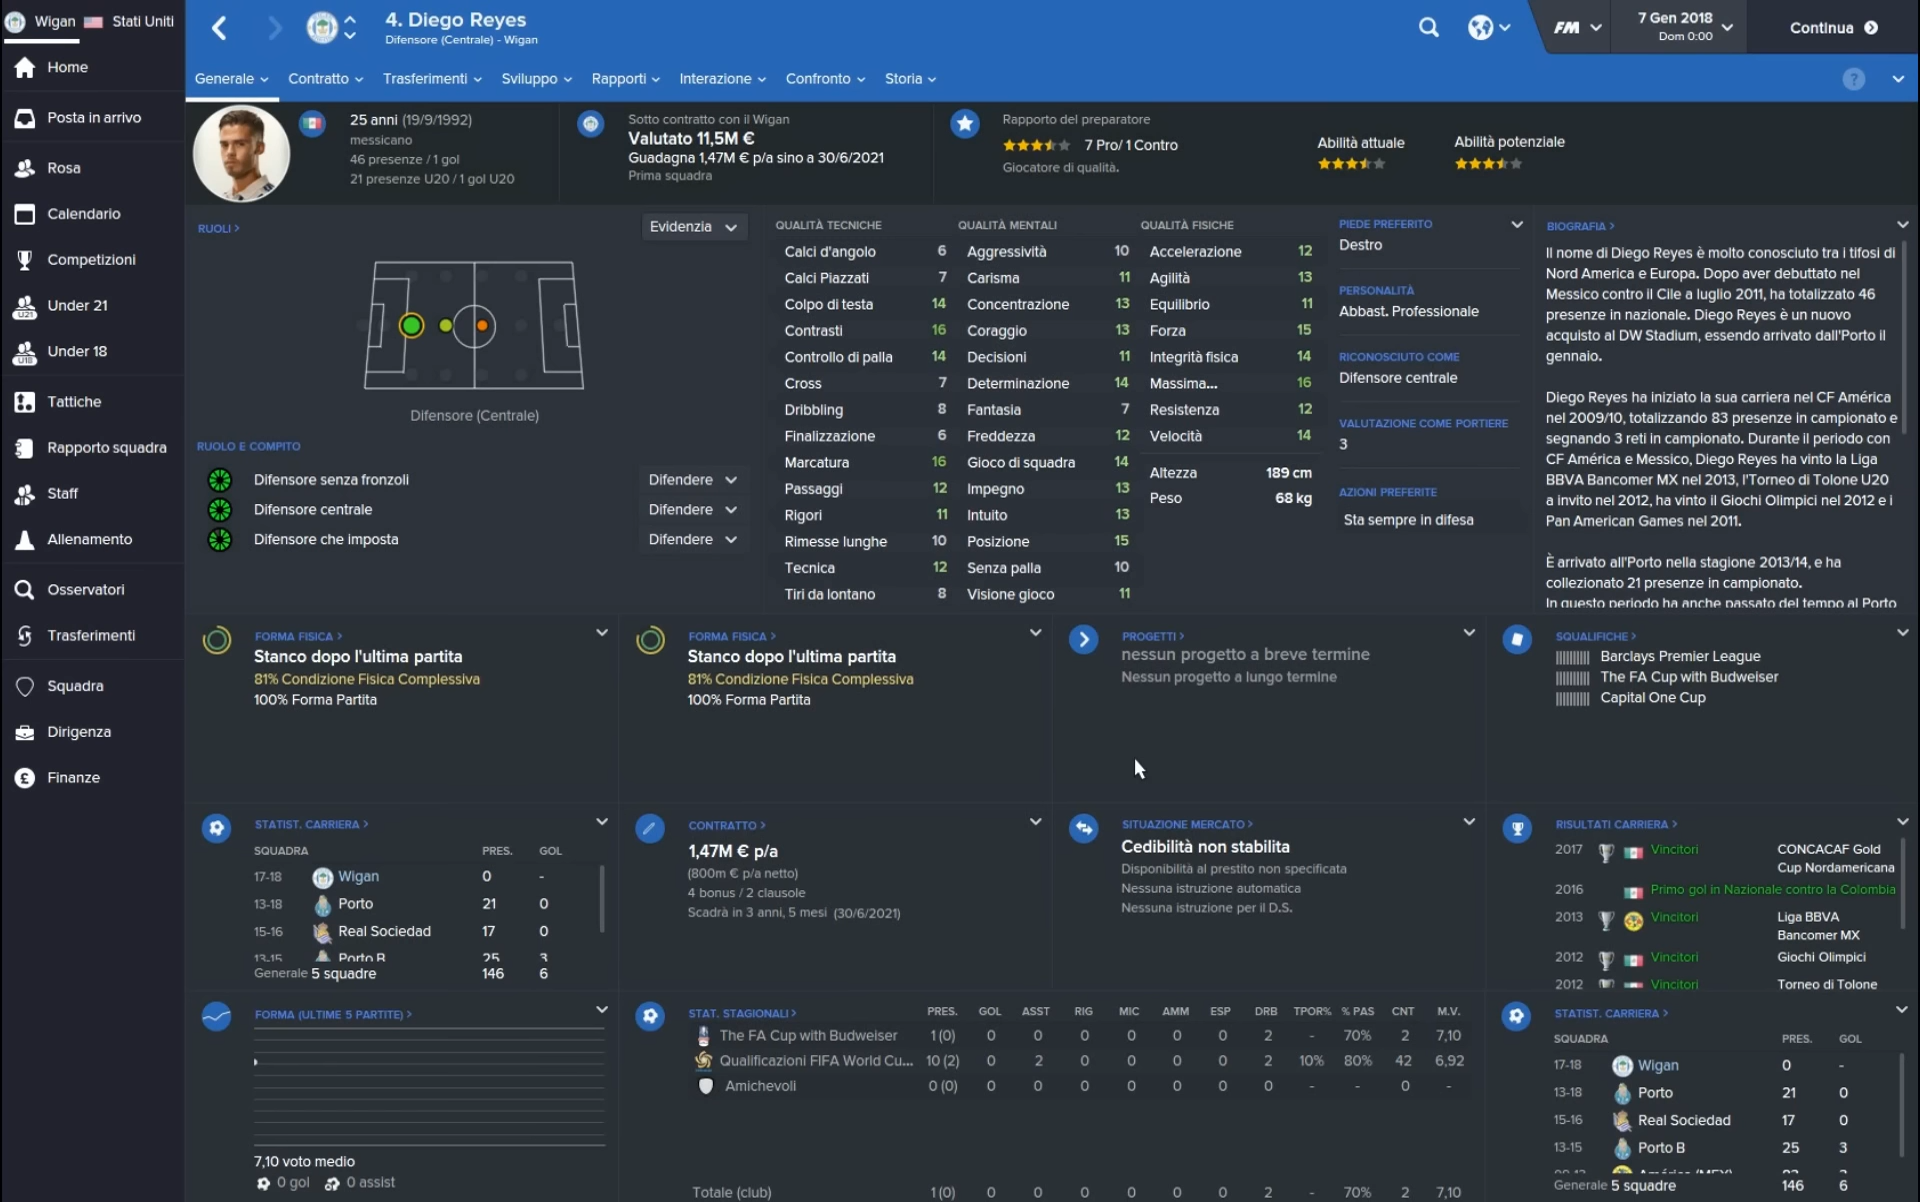 Wigan Stati Uniti
4. Diego Reyes
Difensore (Centrale) - Wigan
FM
7 Gen 2018
Dom 0:00
Continua
Generale Contratto Trasferimenti Sviluppo Rapporti Interazione Confronto Storia
?
Home
Posta in arrivo
Rosa
Calendario
Competizioni
U21 Under 21
U18 Under 18
Tattiche
Rapporto squadra
Staff
Allenamento
Osservatori
Trasferimenti
Squadra
Dirigenza
£ Finanze
25 anni (19/9/1992)
messicano
46 presenze / 1 gol
21 presenze U20 / 1 gol U20
Sotto contratto con il Wigan
Valutato 11,5M €
Guadagna 1,47M € p/a sino a 30/6/2021
Prima squadra
Rapporto del preparatore
7 Pro/ 1 Contro
Giocatore di qualità.
Abilità attuale
Abilità potenziale
RUOLI >
Evidenzia
Difensore (Centrale)
RUOLO E COMPITO
Difensore senza fronzoli Difendere
Difensore centrale Difendere
Difensore che imposta Difendere
QUALITÀ TECNICHE
Calci d'angolo 6
Calci Piazzati 7
Colpo di testa 14
Contrasti 16
Controllo di palla 14
Cross 7
Dribbling 8
Finalizzazione 6
Marcatura 16
Passaggi 12
Rigori 11
Rimesse lunghe 10
Tecnica 12
Tiri da lontano 8
QUALITÀ MENTALI
Aggressività 10
Carisma 11
Concentrazione 13
Coraggio 13
Decisioni 11
Determinazione 14
Fantasia 7
Freddezza 12
Gioco di squadra 14
Impegno 13
Intuito 13
Posizione 15
Senza palla 10
Visione gioco 11
QUALITÀ FISICHE
Accelerazione 12
Agilità 13
Equilibrio 11
Forza 15
Integrità fisica 14
Massima... 16
Resistenza 12
Velocità 14
Altezza 189 cm
Peso 68 kg
PIEDE PREFERITO
Destro
PERSONALITÀ
Abbast. Professionale
RICONOSCIUTO COME
Difensore centrale
VALUTAZIONE COME PORTIERE
3
AZIONI PREFERITE
Sta sempre in difesa
BIOGRAFIA >
Il nome di Diego Reyes è molto conosciuto tra i tifosi di
Nord America e Europa. Dopo aver debuttato nel
Messico contro il Cile a luglio 2011, ha totalizzato 46
presenze in nazionale. Diego Reyes è un nuovo
acquisto al DW Stadium, essendo arrivato dall'Porto il
gennaio.
Diego Reyes ha iniziato la sua carriera nel CF América
nel 2009/10, totalizzando 83 presenze in campionato e
segnando 3 reti in campionato. Durante il periodo con
CF América e Messico, Diego Reyes ha vinto la Liga
BBVA Bancomer MX nel 2013, l'Torneo di Tolone U20
a invito nel 2012, ha vinto il Giochi Olimpici nel 2012 e i
Pan American Games nel 2011.
È arrivato all'Porto nella stagione 2013/14, e ha
collezionato 21 presenze in campionato.
In questo periodo ha anche passato del tempo al Porto
FORMA FISICA >
Stanco dopo l'ultima partita
81% Condizione Fisica Complessiva
100% Forma Partita
FORMA FISICA >
Stanco dopo l'ultima partita
81% Condizione Fisica Complessiva
100% Forma Partita
PROGETTI >
nessun progetto a breve termine
Nessun progetto a lungo termine
SQUALIFICHE >
Barclays Premier League
The FA Cup with Budweiser
Capital One Cup
STATIST. CARRIERA >
SQUADRA PRES. GOL
17-18 Wigan 0 -
13-18 Porto 21 0
15-16 Real Sociedad 17 0
13-15 Porto B 25 3
Generale 5 squadre 146 6
CONTRATTO >
1,47M € p/a
(800m € p/a netto)
4 bonus / 2 clausole
Scadrà in 3 anni, 5 mesi (30/6/2021)
SITUAZIONE MERCATO >
Cedibilità non stabilita
Disponibilità al prestito non specificata
Nessuna istruzione automatica
Nessuna istruzione per il D.S.
RISULTATI CARRIERA >
2017 Vincitori CONCACAF Gold
Cup Nordamericana
2016 Primo gol in Nazionale contro la Colombia
2013 Vincitori Liga BBVA
Bancomer MX
2012 Vincitori Giochi Olimpici
2012 Vincitori Torneo di Tolone
FORMA (ULTIME 5 PARTITE) >
7,10 voto medio
0 gol 0 assist
STAT. STAGIONALI > PRES. GOL ASST RIG MIC AMM ESP DRB TPOR% % PAS CNT M.V.
The FA Cup with Budweiser 1(0) 0 0 0 0 0 0 2 - 70% 2 7,10
Qualificazioni FIFA World Cu... 10 (2) 0 2 0 0 0 0 2 10% 80% 42 6,92
Amichevoli 0 (0) 0 0 0 0 0 0 0 - - 0 -
Totale (club) 1(0) 0 0 0 0 0 0 2 - 70% 2 7,10
STATIST. CARRIERA >
SQUADRA PRES. GOL
17-18 Wigan 0 -
13-18 Porto 21 0
15-16 Real Sociedad 17 0
13-15 Porto B 25 3
Generale 5 squadre 146 6